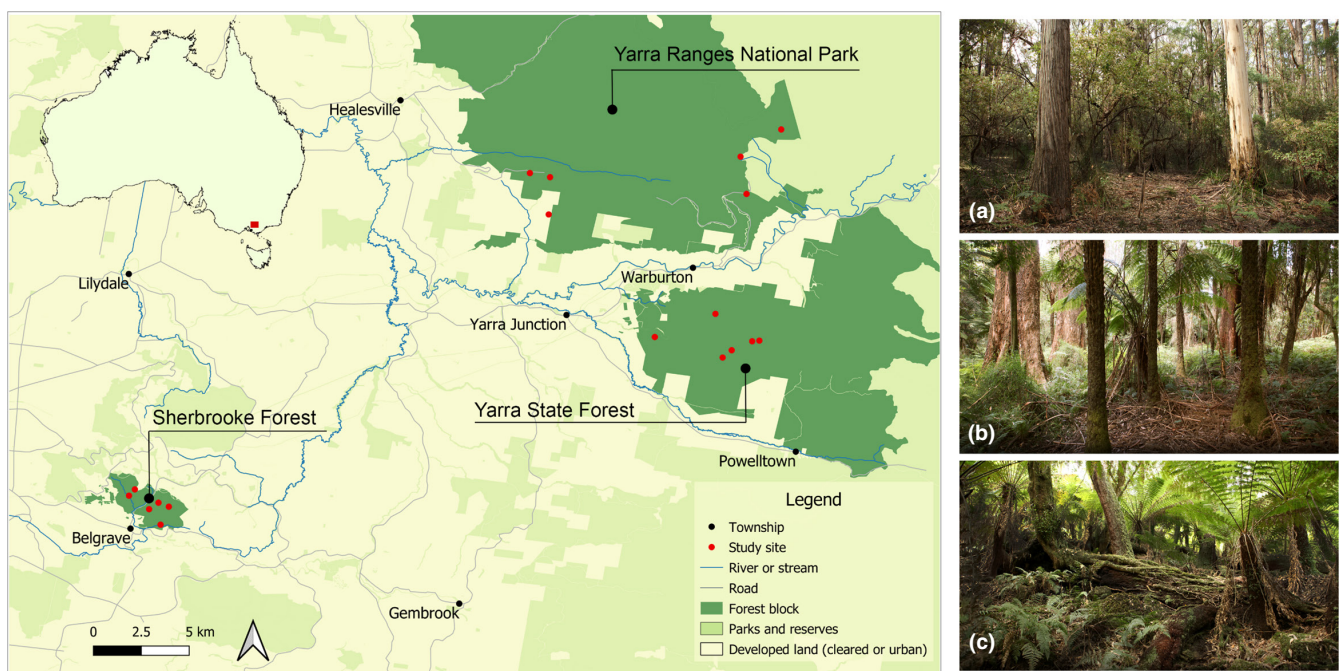 Yarra Ranges National Park
Healesville
Lilydale
Warburton
Yarra Junction
Sherbrooke Forest
Yarra State Forest
Powelltown
Belgrave
Gembrook
0 2.5 5 km
Legend
Township
Study site
River or stream
Road
Forest block
Parks and reserves
Developed land (cleared or urban)
(a)
(b)
(c)